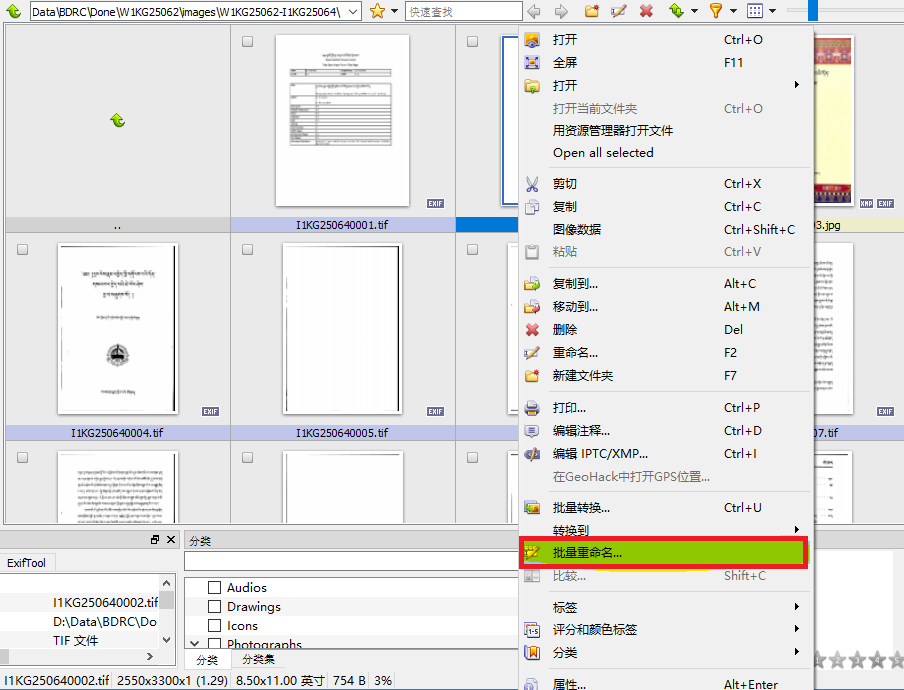 Data\BDRC\Done\W1KG25062\images\W1KG25062-I1KG25064\
快速查找
EXIF
XMP EXIF
..
I1KG250640001.tif
03.jpg
EXIF
EXIF
EXIF
I1KG250640004.tif
I1KG250640005.tif
07.tif
打开 Ctrl+O
全屏 F11
打开
打开当前文件夹 Ctrl+O
用资源管理器打开文件
Open all selected
剪切 Ctrl+X
复制 Ctrl+C
图像数据 Ctrl+Shift+C
粘贴 Ctrl+V
复制到... Alt+C
移动到... Alt+M
删除 Del
重命名... F2
新建文件夹 F7
打印... Ctrl+P
编辑注释... Ctrl+D
编辑 IPTC/XMP... Ctrl+I
在GeoHack中打开GPS位置...
批量转换... Ctrl+U
转换到
批量重命名...
比较... Shift+C
标签
评分和颜色标签
分类
属性... Alt+Enter
ExifTool
I1KG250640002.tif
D:\Data\BDRC\Do
TIF 文件
分类
Audios
Drawings
Icons
Photographs
分类 分类集
I1KG250640002.tif 2550x3300x1 (1.29) 8.50x11.00 英寸 754 B 3%